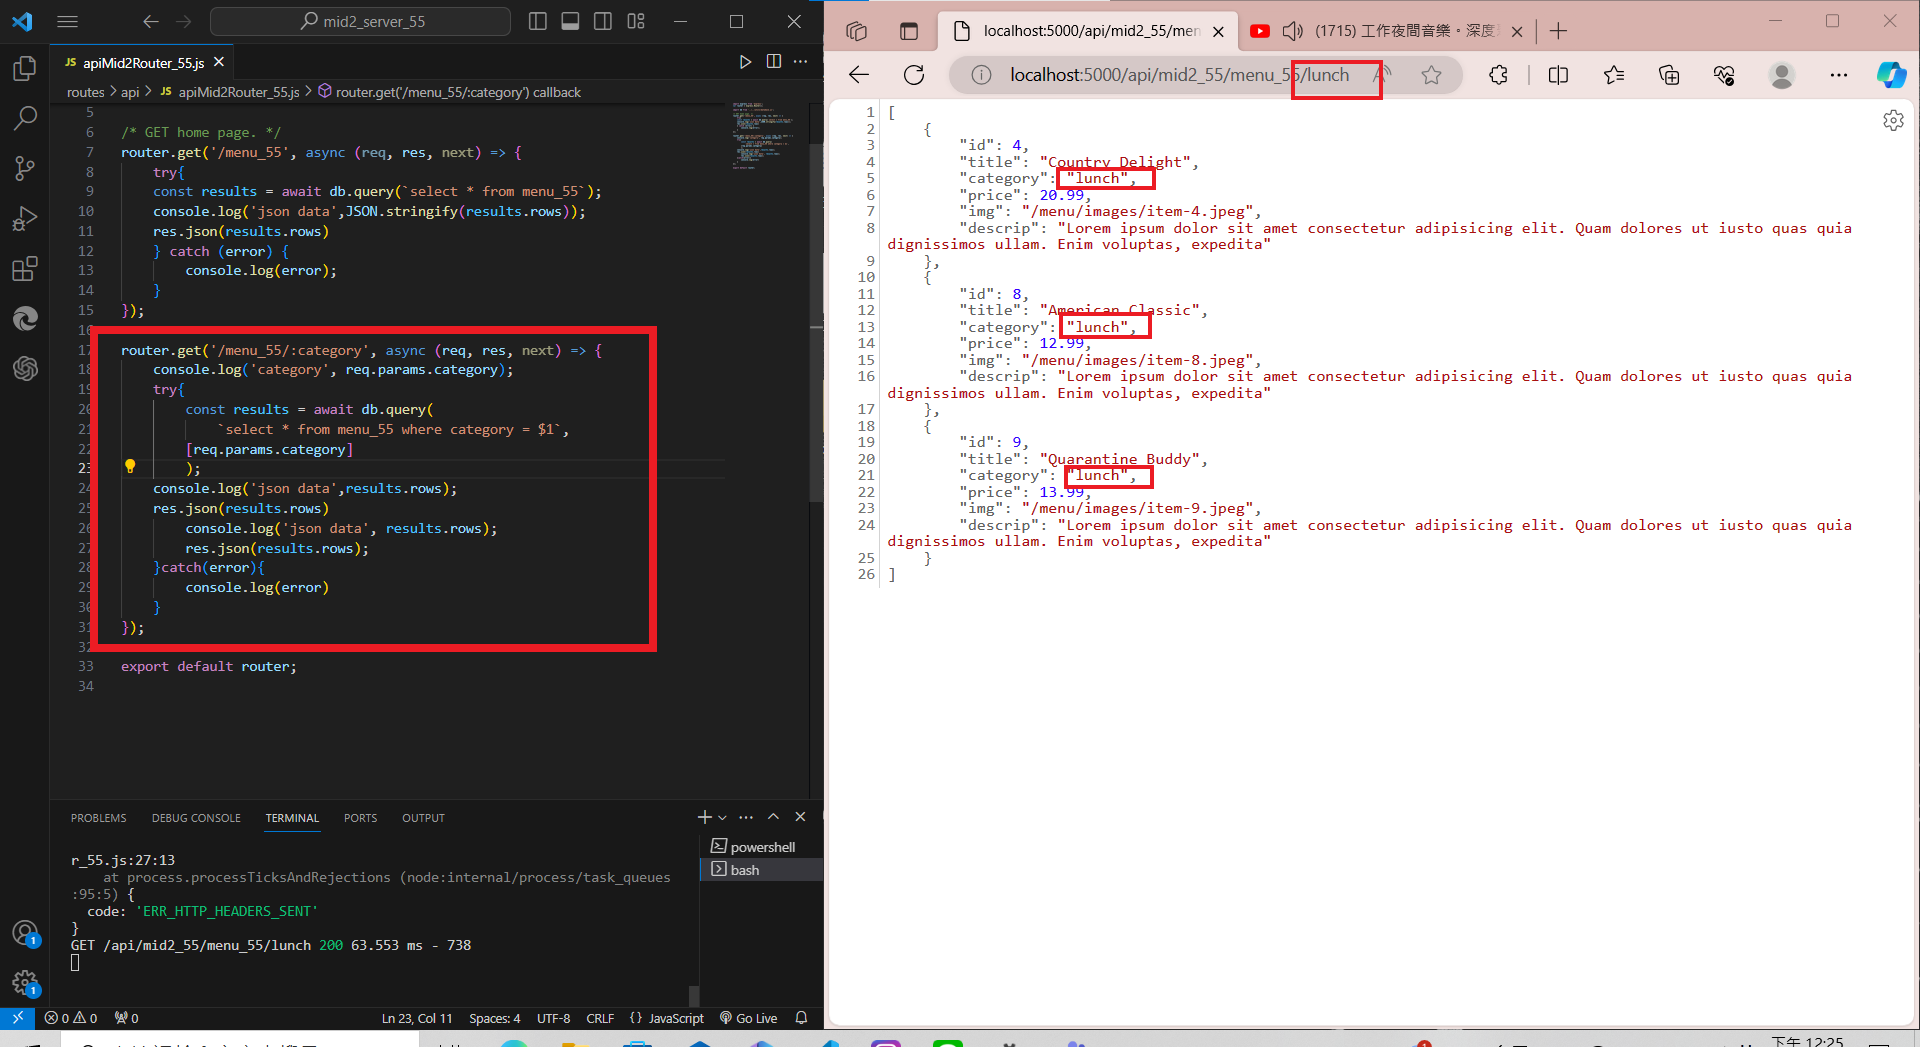 mid2_server_55
JS apiMid2Router_55.js
routes > api > JS apiMid2Router_55.js > router.get('/menu_55/:category') callback
5
6 /* GET home page. */
7 router.get('/menu_55', async (req, res, next) => {
8 try{
9 const results = await db.query(`select * from menu_55`);
10 console.log('json data',JSON.stringify(results.rows));
11 res.json(results.rows)
12 } catch (error) {
13 console.log(error);
14 }
15 });
16
17 router.get('/menu_55/:category', async (req, res, next) => {
18 console.log('category', req.params.category);
19 try{
20 const results = await db.query(
21 `select * from menu_55 where category = $1`,
22 [req.params.category]
23 );
24 console.log('json data',results.rows);
25 res.json(results.rows)
26 console.log('json data', results.rows);
27 res.json(results.rows);
28 }catch(error){
29 console.log(error)
30 }
31 });
32
33 export default router;
34
PROBLEMS DEBUG CONSOLE TERMINAL PORTS OUTPUT
powershell
bash
r_55.js:27:13
at process.processTicksAndRejections (node:internal/process/task_queues
:95:5) {
code: 'ERR_HTTP_HEADERS_SENT'
}
GET /api/mid2_55/menu_55/lunch 200 63.553 ms - 738
1
1
0 0 0 Ln 23, Col 11 Spaces: 4 UTF-8 CRLF {} JavaScript Go Live
localhost:5000/api/mid2_55/men
(1715) 工作夜間音樂。深度
localhost:5000/api/mid2_55/menu_55/lunch
1 [
2 {
3 "id": 4,
4 "title": "Country Delight",
5 "category": "lunch",
6 "price": 20.99,
7 "img": "/menu/images/item-4.jpeg",
8 "descrip": "Lorem ipsum dolor sit amet consectetur adipisicing elit. Quam dolores ut iusto quas quia
dignissimos ullam. Enim voluptas, expedita"
9 },
10 {
11 "id": 8,
12 "title": "American Classic",
13 "category": "lunch",
14 "price": 12.99,
15 "img": "/menu/images/item-8.jpeg",
16 "descrip": "Lorem ipsum dolor sit amet consectetur adipisicing elit. Quam dolores ut iusto quas quia
dignissimos ullam. Enim voluptas, expedita"
17 },
18 {
19 "id": 9,
20 "title": "Quarantine Buddy",
21 "category": "lunch",
22 "price": 13.99,
23 "img": "/menu/images/item-9.jpeg",
24 "descrip": "Lorem ipsum dolor sit amet consectetur adipisicing elit. Quam dolores ut iusto quas quia
dignissimos ullam. Enim voluptas, expedita"
25 }
26 ]
下午 12:25